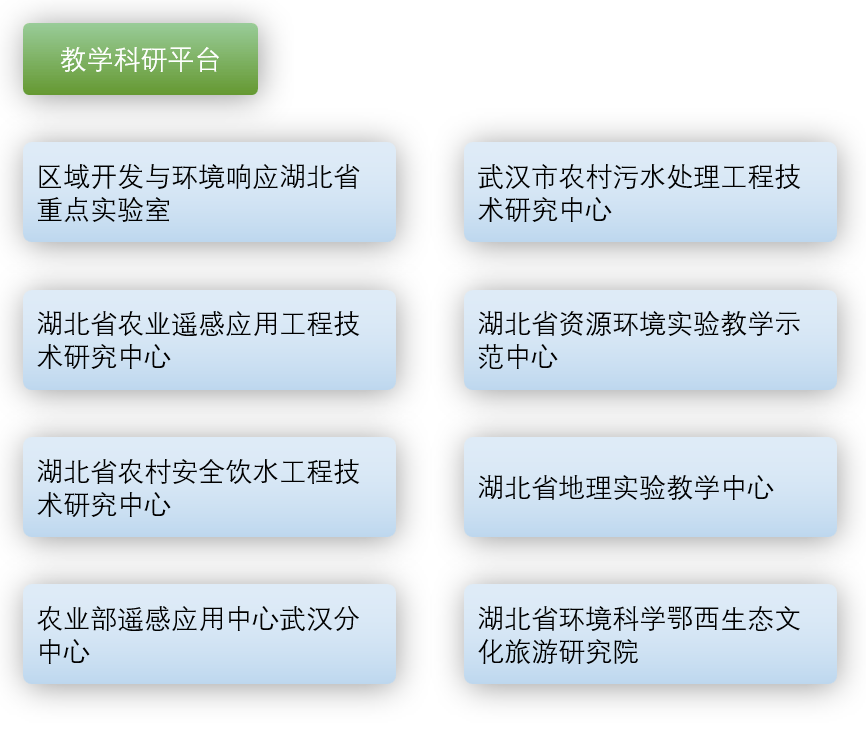 教学科研平台
区域开发与环境响应湖北省
重点实验室
武汉市农村污水处理工程技
术研究中心
湖北省农业遥感应用工程技
术研究中心
湖北省资源环境实验教学示
范中心
湖北省农村安全饮水工程技
术研究中心
湖北省地理实验教学中心
农业部遥感应用中心武汉分
中心
湖北省环境科学鄂西生态文
化旅游研究院